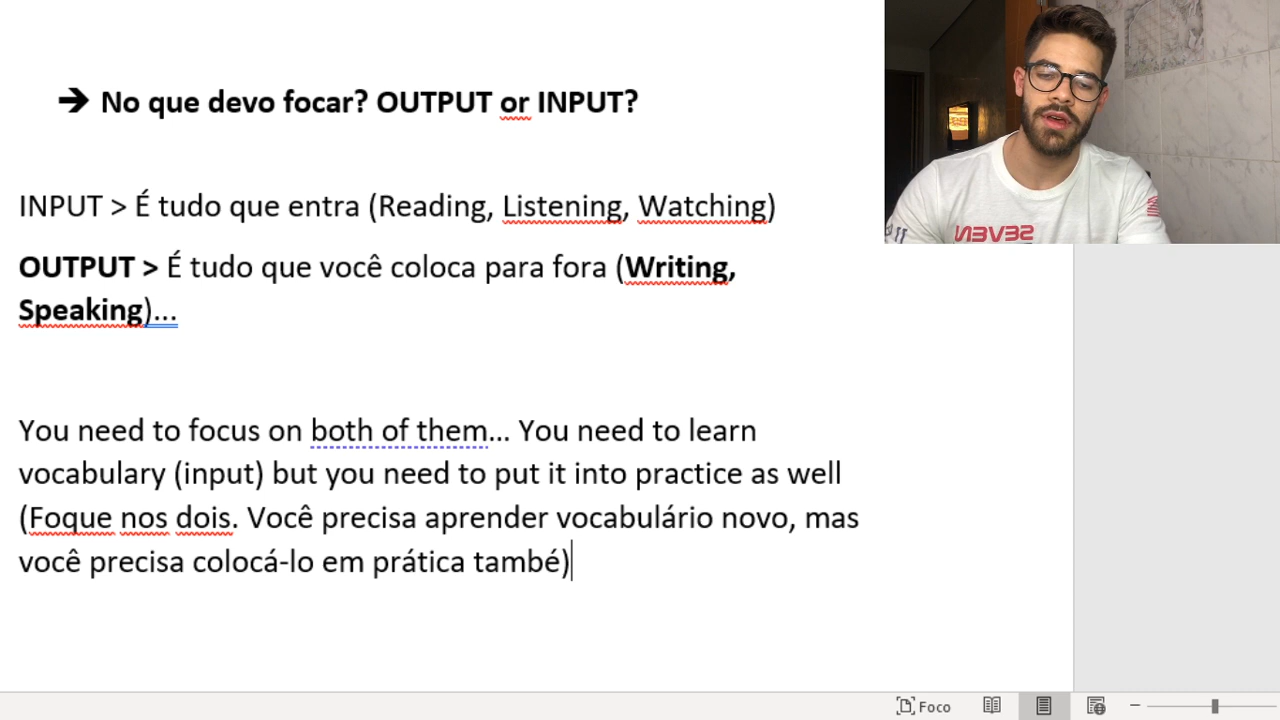 ➔ No que devo focar? OUTPUT or INPUT?
INPUT > É tudo que entra (Reading, Listening, Watching)
OUTPUT > É tudo que você coloca para fora (Writing,
Speaking)...
You need to focus on both of them... You need to learn
vocabulary (input) but you need to put it into practice as well
(Foque nos dois. Você precisa aprender vocabulário novo, mas
você precisa colocá-lo em prática també)
Foco